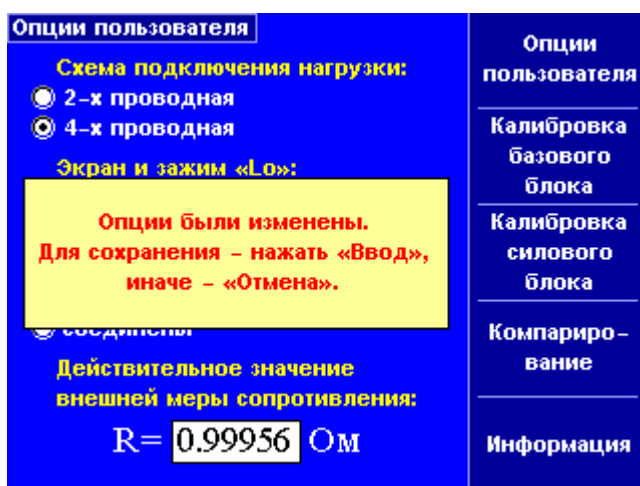 Опции пользователя
Схема подключения нагрузки:
2-х проводная
4-х проводная
Экран и зажим «Lo»:
Опции были изменены.
Для сохранения - нажать «Ввод»,
иначе - «Отмена».
соединены
Действительное значение
внешней меры сопротивления:
R= 0.99956 Ом
Опции
пользователя
Калибровка
базового
блока
Калибровка
силового
блока
Компариро-
вание
Информация